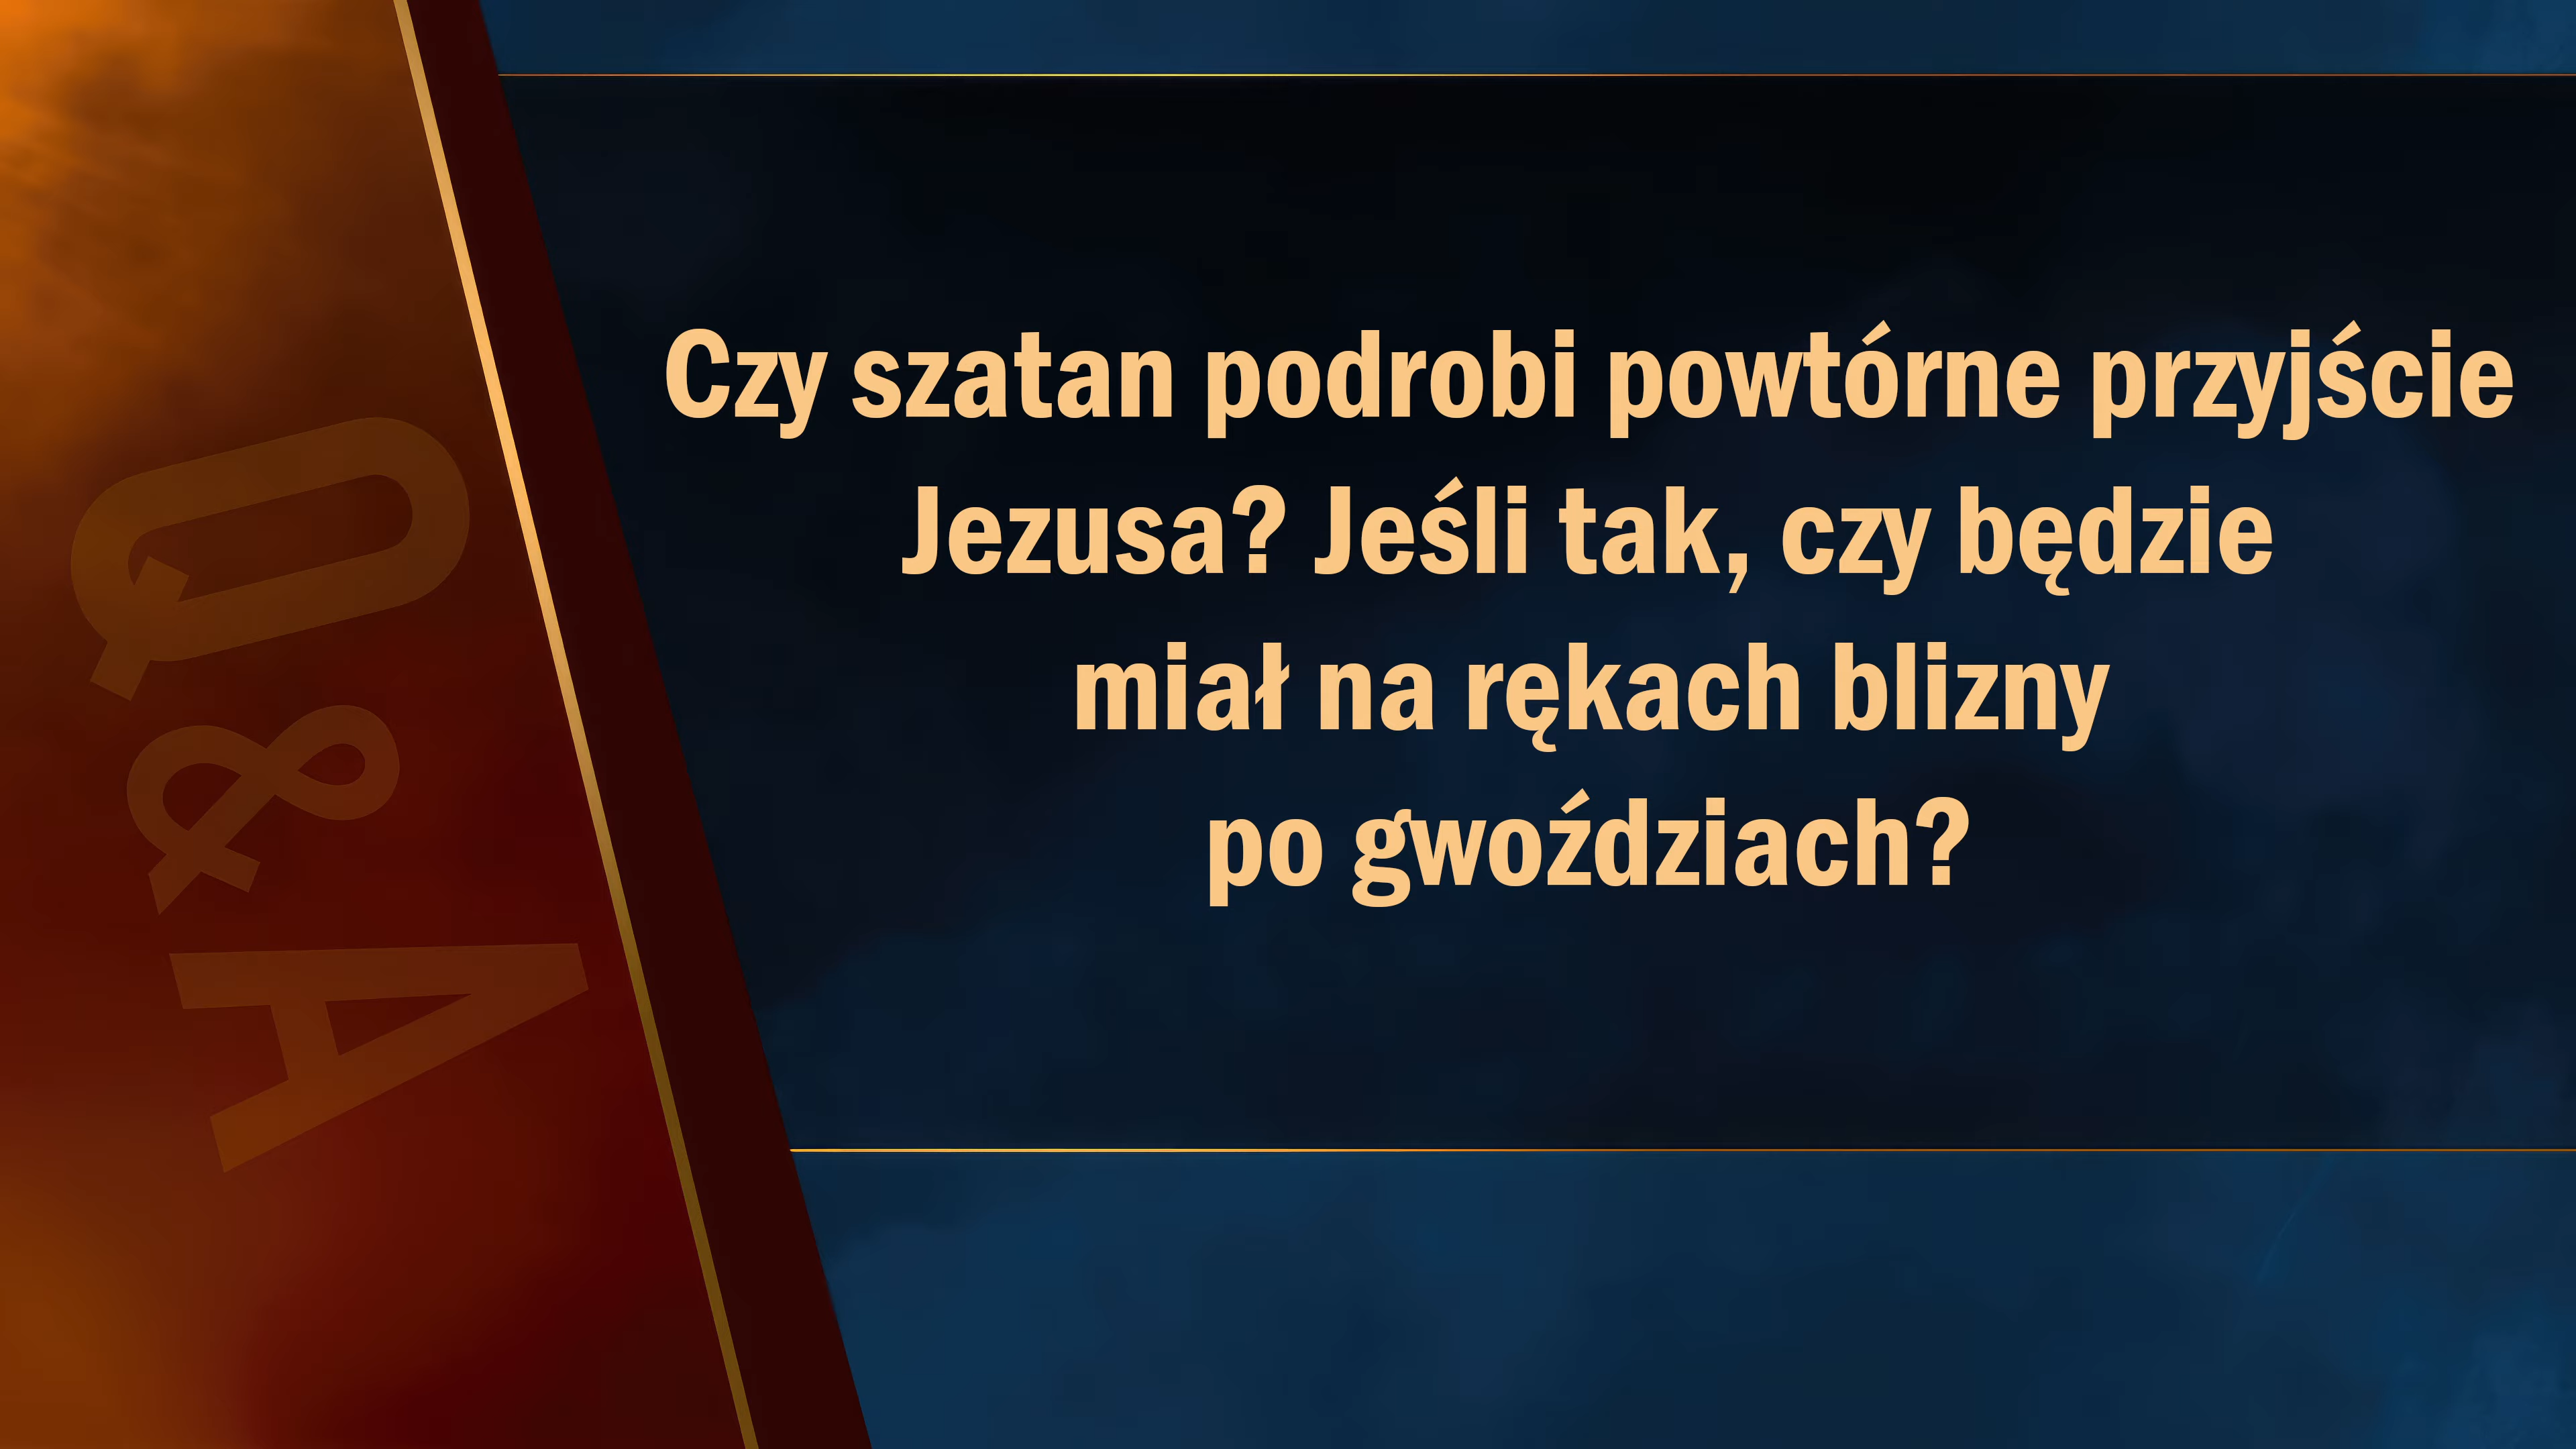 Q&A
Czy szatan podrobi powtórne przyjście
Jezusa? Jeśli tak, czy będzie
miał na rękach blizny
po gwoździach?